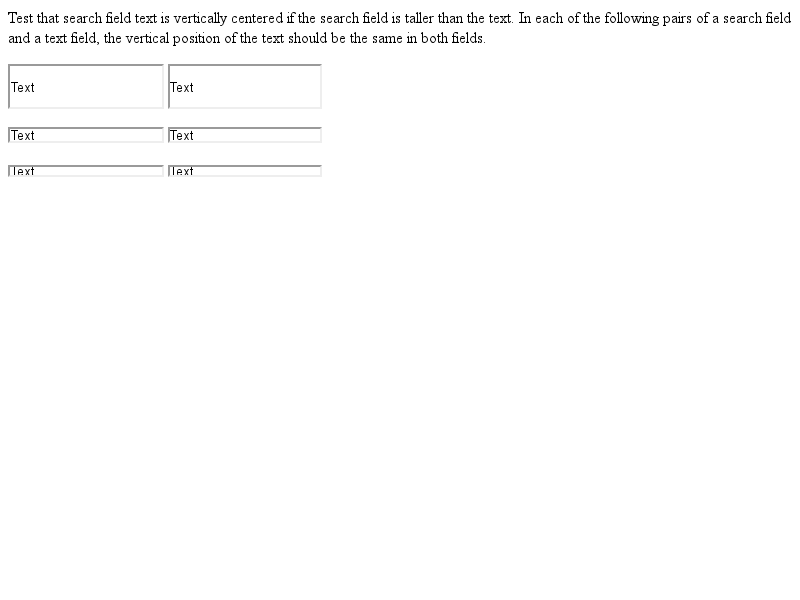 Test that search field text is vertically centered if the search field is taller than the text. In each of the following pairs of a search field
and a text field, the vertical position of the text should be the same in both fields.
Text Text
Text Text
Text Text